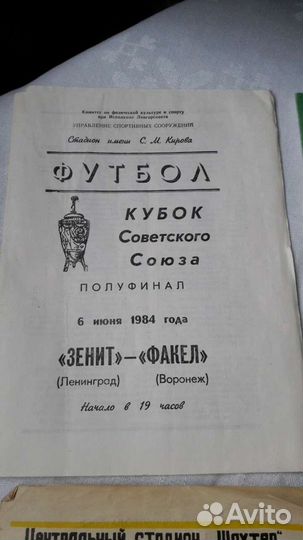 Комитет по физической культуре и спорту
при Исполкоме Ленгорсовета
УПРАВЛЕНИЕ СПОРТИВНЫХ СООРУЖЕНИЙ
Стадион имени С. М. Кирова
ФУТБОЛ
КУБОК
Советского
Союза
ПОЛУФИНАЛ
6 июня 1984 года
«ЗЕНИТ»—«ФАКЕЛ»
(Ленинград) (Воронеж)
Начало в 19 часов
Центральный стадион „Шахтер“
Avito